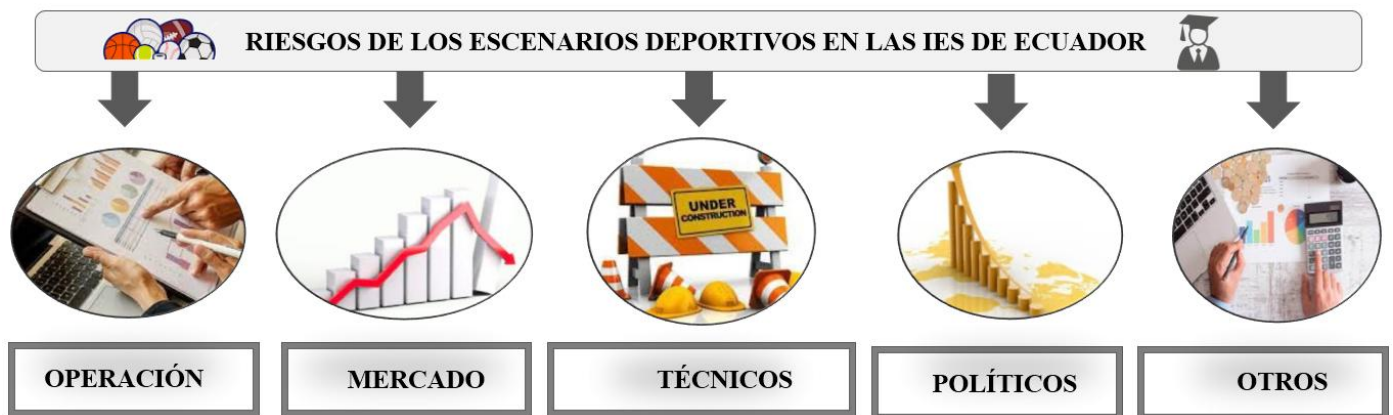 RIESGOS DE LOS ESCENARIOS DEPORTIVOS EN LAS IES DE ECUADOR
UNDER
CONSTRUCTION
OPERACIÓN
MERCADO
TÉCNICOS
POLÍTICOS
OTROS